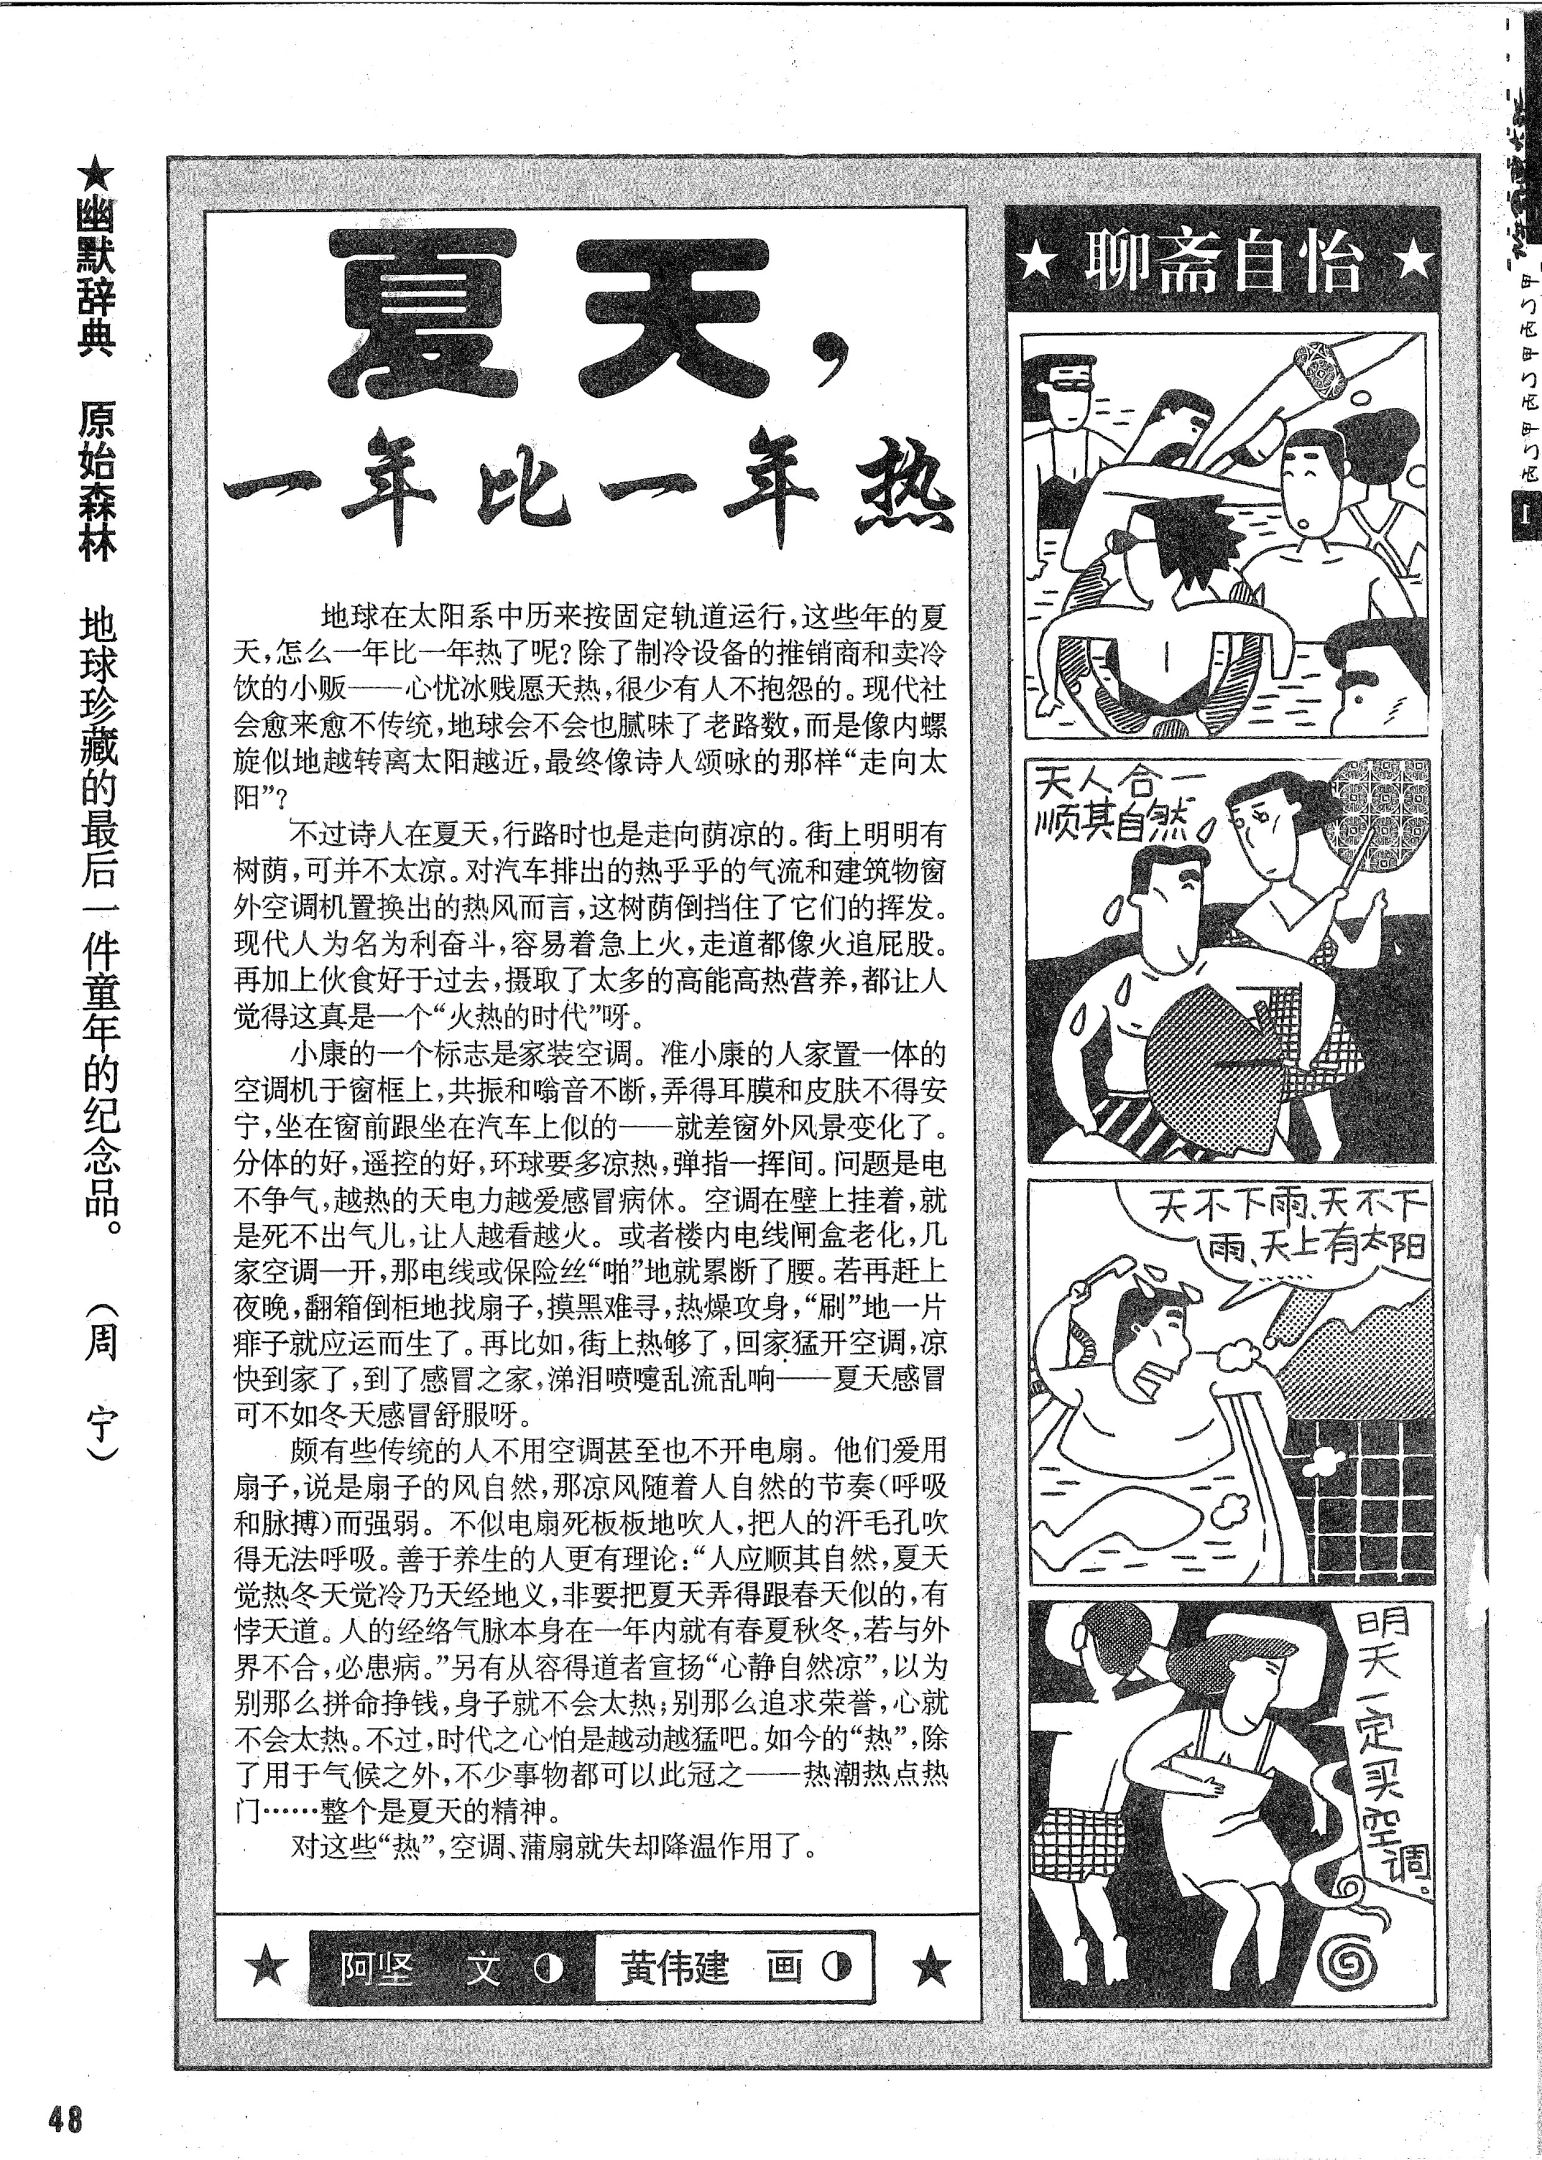 ★幽默辞典　原始森林　地球珍藏的最后一件童年的纪念品。　（周　宁）
夏天，
一年比一年热
地球在太阳系中历来按固定轨道运行，这些年的夏
天，怎么一年比一年热了呢？除了制冷设备的推销商和卖冷
饮的小贩——心忧冰贱愿天热，很少有人不抱怨的。现代社
会愈来愈不传统，地球会不会也腻味了老路数，而是像内螺
旋似地越转离太阳越近，最终像诗人颂咏的那样“走向太
阳”？
不过诗人在夏天，行路时也是走向荫凉的。街上明明有
树荫，可并不太凉。对汽车排出的热乎乎的气流和建筑物窗
外空调机置换出的热风而言，这树荫倒挡住了它们的挥发。
现代人为名为利奋斗，容易着急上火，走道都像火追屁股。
再加上伙食好于过去，摄取了太多的高能高热营养，都让人
觉得这真是一个“火热的时代”呀。
小康的一个标志是家装空调。准小康的人家置一体的
空调机于窗框上，共振和嗡音不断，弄得耳膜和皮肤不得安
宁，坐在窗前跟坐在汽车上似的——就差窗外风景变化了。
分体的好，遥控的好，环球要多凉热，弹指一挥间。问题是电
不争气，越热的天电力越爱感冒病休。空调在壁上挂着，就
是死不出气儿，让人越看越火。或者楼内电线闸盒老化，几
家空调一开，那电线或保险丝“啪”地就累断了腰。若再赶上
夜晚，翻箱倒柜地找扇子，摸黑难寻，热燥攻身，“刷”地一片
痱子就应运而生了。再比如，街上热够了，回家猛开空调，凉
快到家了，到了感冒之家，涕泪喷嚏乱流乱响——夏天感冒
可不如冬天感冒舒服呀。
颇有些传统的人不用空调甚至也不开电扇。他们爱用
扇子，说是扇子的风自然，那凉风随着人自然的节奏（呼吸
和脉搏）而强弱。不似电扇死板板地吹人，把人的汗毛孔吹
得无法呼吸。善于养生的人更有理论：“人应顺其自然，夏天
觉热冬天觉冷乃天经地义，非要把夏天弄得跟春天似的，有
悖天道。人的经络气脉本身在一年内就有春夏秋冬，若与外
界不合，必患病。”另有从容得道者宣扬“心静自然凉”，以为
别那么拼命挣钱，身子就不会太热；别那么追求荣誉，心就
不会太热。不过，时代之心怕是越动越猛吧。如今的“热”，除
了用于气候之外，不少事物都可以此冠之——热潮热点热
门……整个是夏天的精神。
对这些“热”，空调、蒲扇就失却降温作用了。
★ 阿坚　文 黄伟建　画 ★
★ 聊斋自怡 ★
天人合一
顺其自然
天不下雨、天不下
雨、天上有太阳
……
明天一定买空调。
48